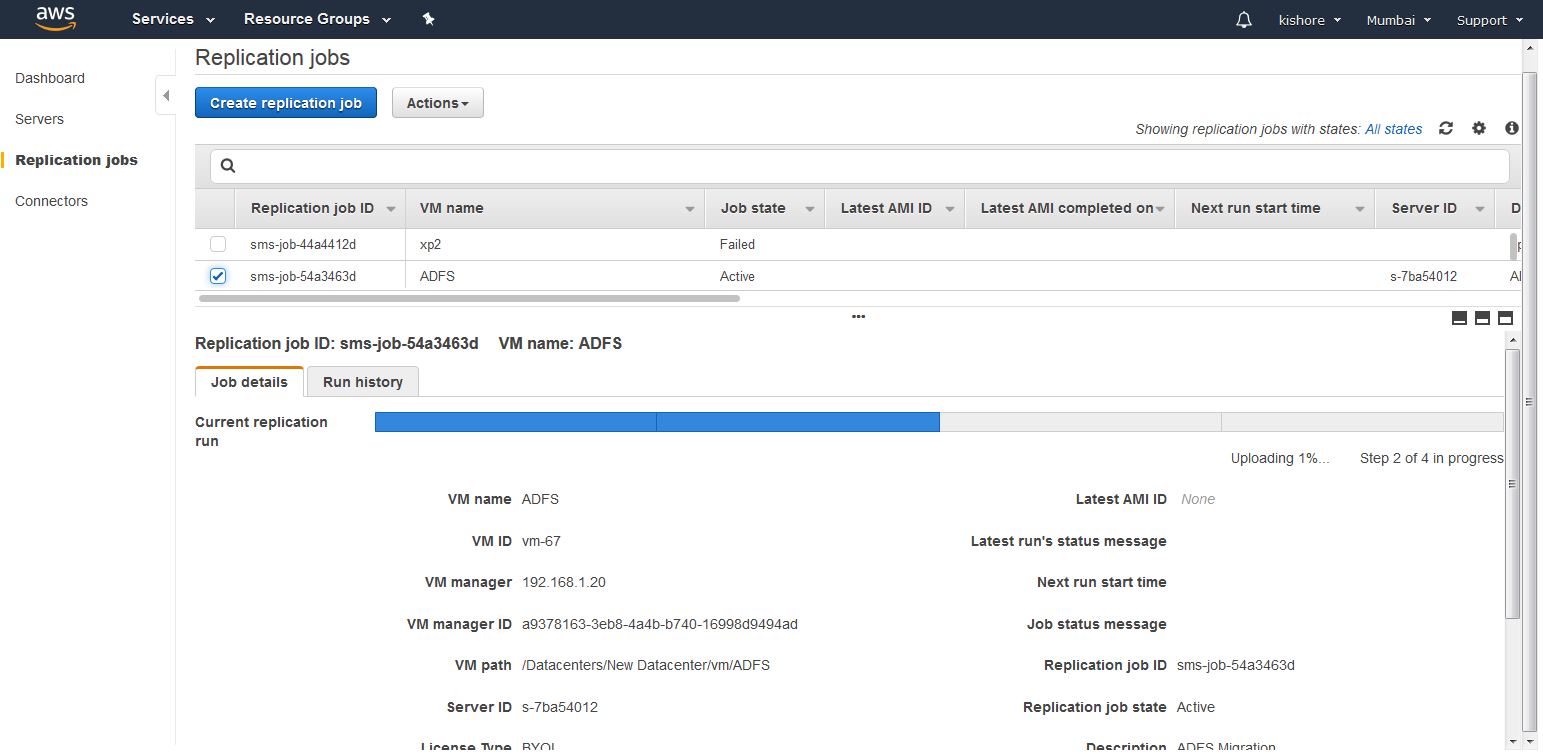 aws Services Resource Groups kishore Mumbai Support
Replication jobs
Dashboard
Servers
Replication jobs
Connectors
Create replication job Actions
Showing replication jobs with states: All states
Replication job ID VM name Job state Latest AMI ID Latest AMI completed on Next run start time Server ID D
sms-job-44a4412d xp2 Failed
sms-job-54a3463d ADFS Active s-7ba54012
Replication job ID: sms-job-54a3463d VM name: ADFS
Job details Run history
Current replication
run
Uploading 1%... Step 2 of 4 in progress
VM name ADFS Latest AMI ID None
VM ID vm-67 Latest run's status message
VM manager 192.168.1.20 Next run start time
VM manager ID a9378163-3eb8-4a4b-b740-16998d9494ad Job status message
VM path /Datacenters/New Datacenter/vm/ADFS Replication job ID sms-job-54a3463d
Server ID s-7ba54012 Replication job state Active
License Type BYOL Description ADFS Migration